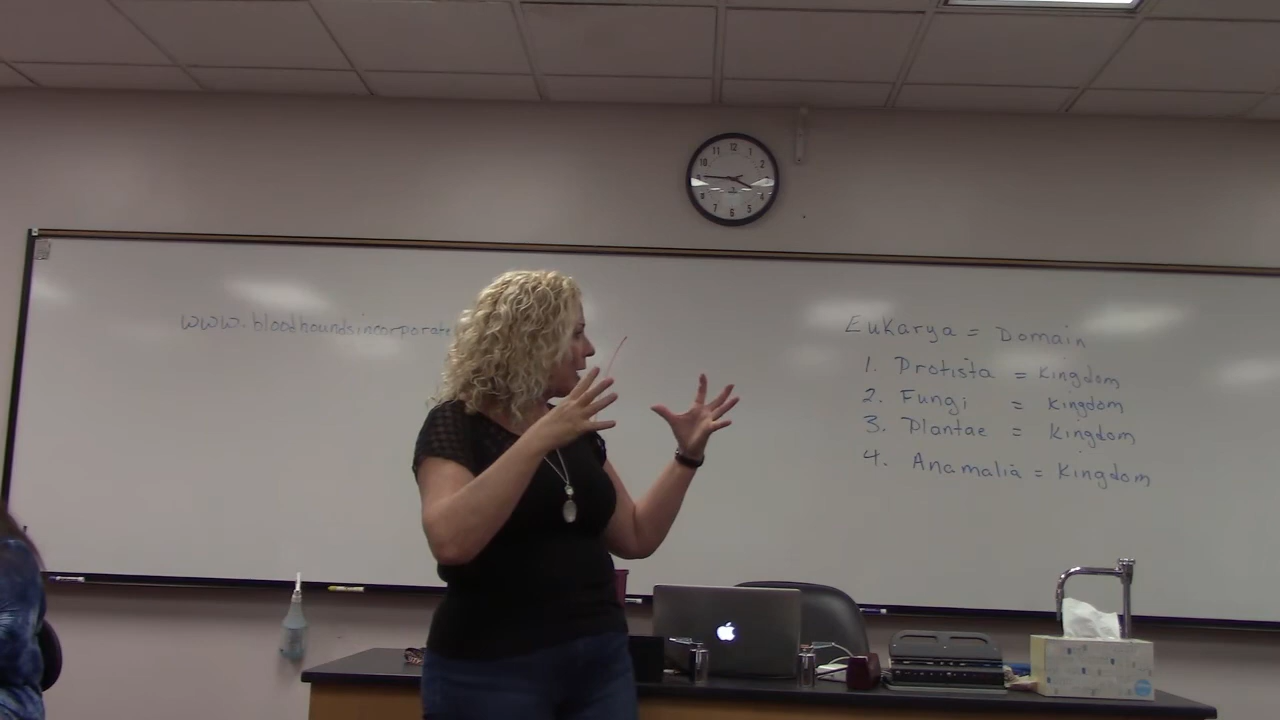 www.bloodhoundsincorporate
Eukarya = Domain
1. Protista = Kingdom
2. Fungi = Kingdom
3. Plantae = Kingdom
4. Anamalia = Kingdom